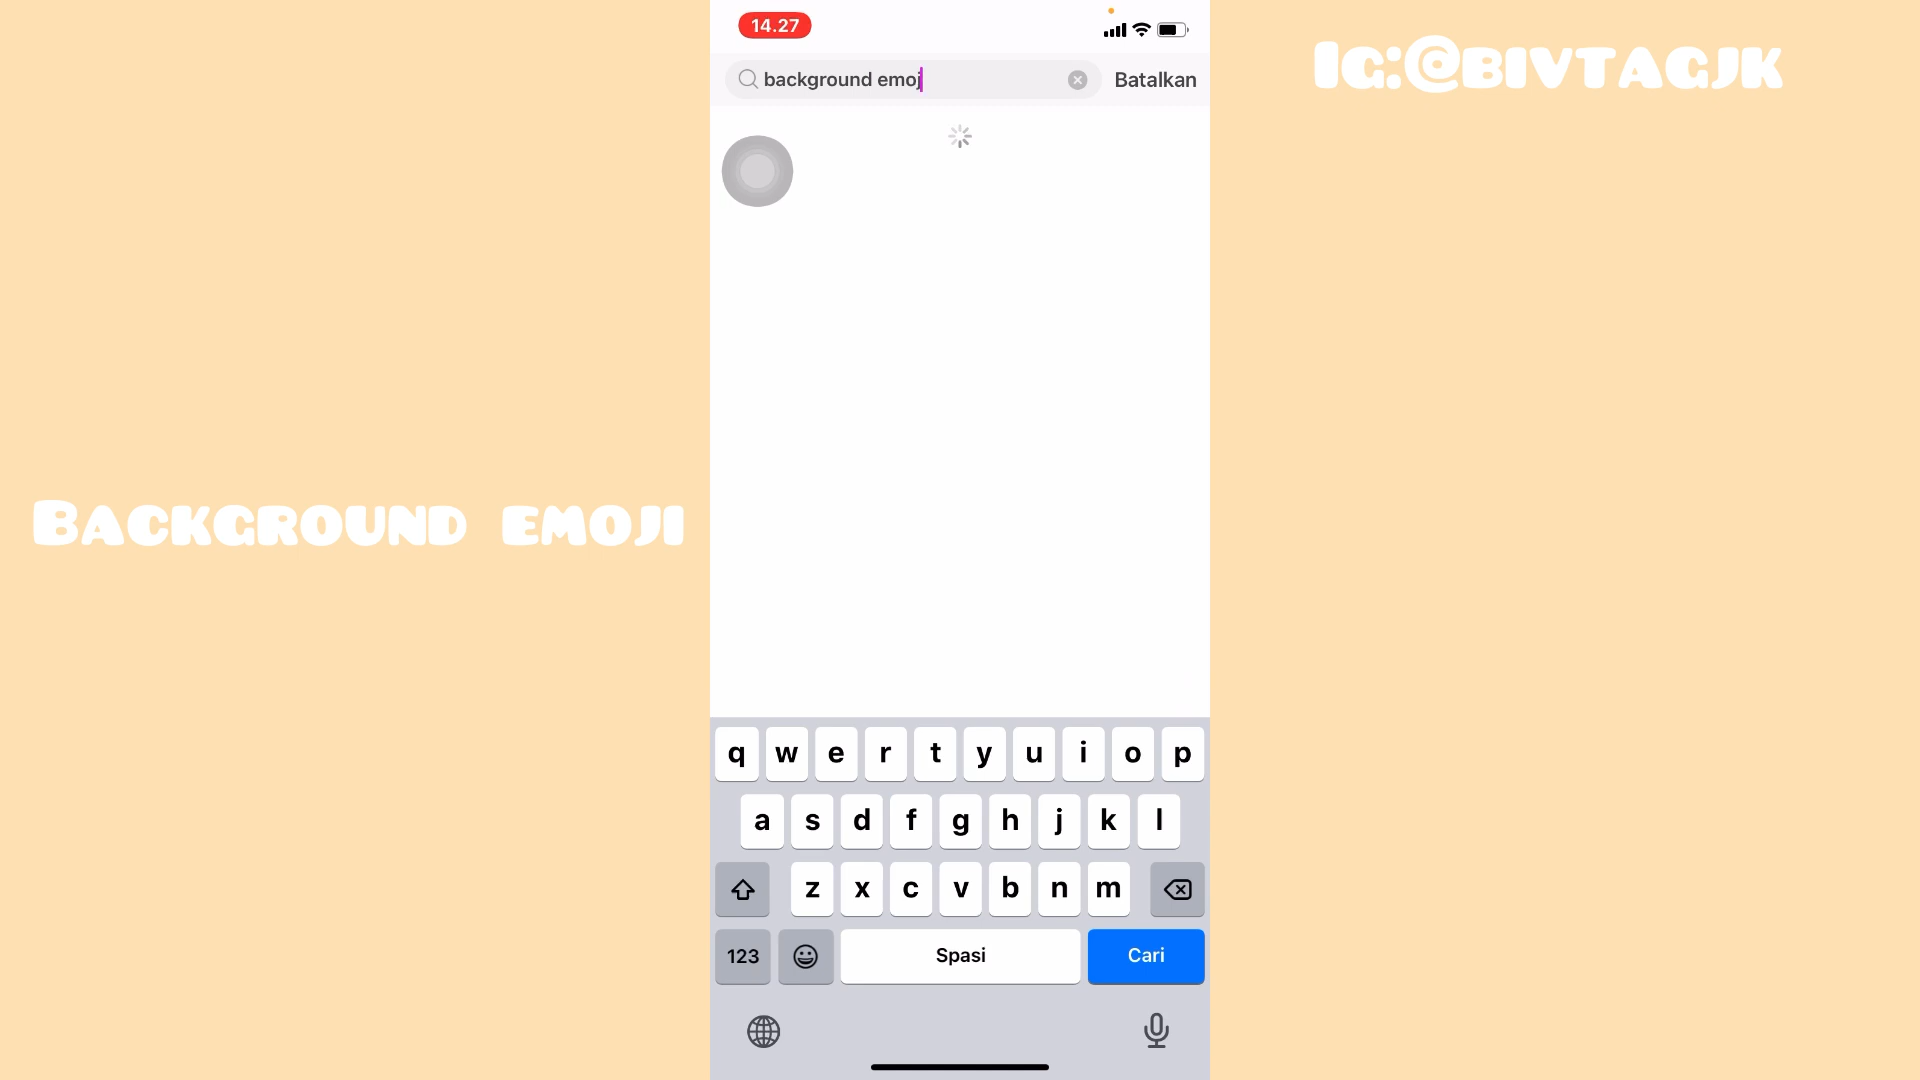 14.27
background emoj
Batalkan
Ig:@bivtagjk
Background emoji
q w e r t y u i o p
a s d f g h j k l
z x c v b n m
123
Spasi
Cari